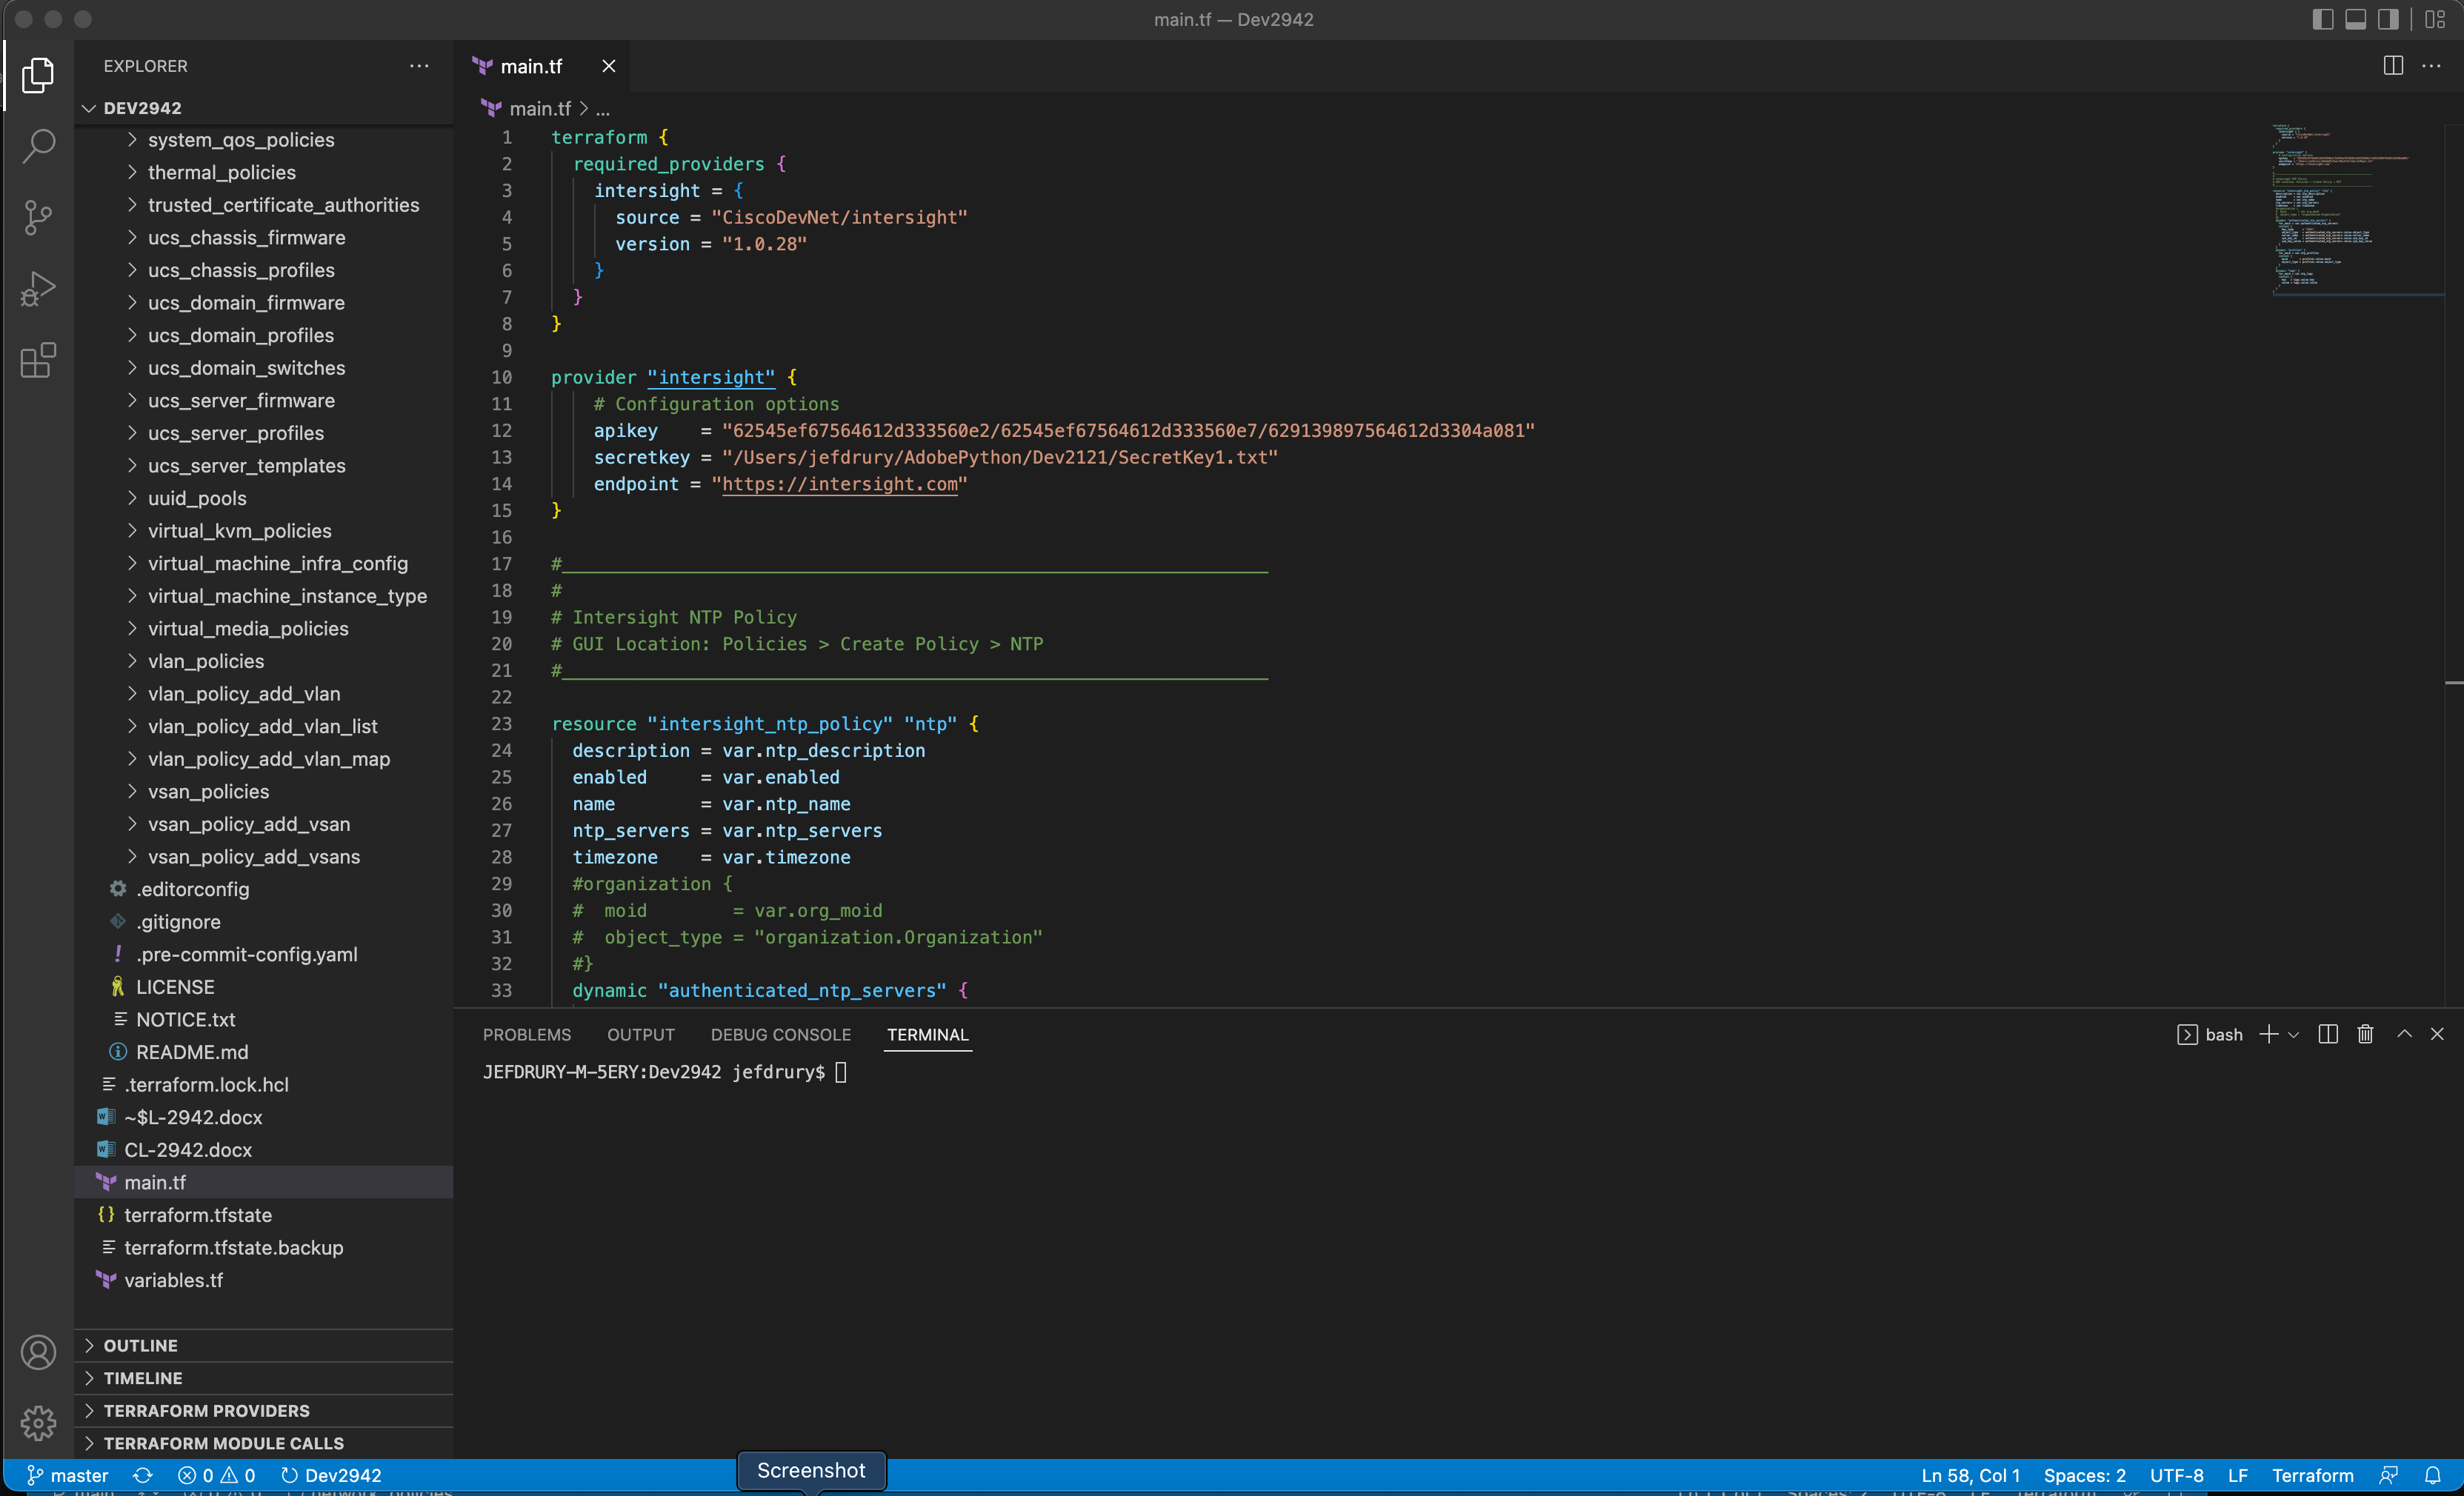 main.tf — Dev2942
EXPLORER
DEV2942
system_qos_policies
thermal_policies
trusted_certificate_authorities
ucs_chassis_firmware
ucs_chassis_profiles
ucs_domain_firmware
ucs_domain_profiles
ucs_domain_switches
ucs_server_firmware
ucs_server_profiles
ucs_server_templates
uuid_pools
virtual_kvm_policies
virtual_machine_infra_config
virtual_machine_instance_type
virtual_media_policies
vlan_policies
vlan_policy_add_vlan
vlan_policy_add_vlan_list
vlan_policy_add_vlan_map
vsan_policies
vsan_policy_add_vsan
vsan_policy_add_vsans
.editorconfig
.gitignore
.pre-commit-config.yaml
LICENSE
NOTICE.txt
README.md
.terraform.lock.hcl
~$L-2942.docx
CL-2942.docx
main.tf
terraform.tfstate
terraform.tfstate.backup
variables.tf
OUTLINE
TIMELINE
TERRAFORM PROVIDERS
TERRAFORM MODULE CALLS
main.tf
main.tf > ...
1 terraform {
2 required_providers {
3 intersight = {
4 source = "CiscoDevNet/intersight"
5 version = "1.0.28"
6 }
7 }
8 }
9
10 provider "intersight" {
11 # Configuration options
12 apikey = "62545ef67564612d333560e2/62545ef67564612d333560e7/629139897564612d3304a081"
13 secretkey = "/Users/jefdrury/AdobePython/Dev2121/SecretKey1.txt"
14 endpoint = "https://intersight.com"
15 }
16
17 #__________________________________________________________________
18 #
19 # Intersight NTP Policy
20 # GUI Location: Policies > Create Policy > NTP
21 #__________________________________________________________________
22
23 resource "intersight_ntp_policy" "ntp" {
24 description = var.ntp_description
25 enabled = var.enabled
26 name = var.ntp_name
27 ntp_servers = var.ntp_servers
28 timezone = var.timezone
29 #organization {
30 # moid = var.org_moid
31 # object_type = "organization.Organization"
32 #}
33 dynamic "authenticated_ntp_servers" {
PROBLEMS OUTPUT DEBUG CONSOLE TERMINAL
bash
JEFDRURY-M-5ERY:Dev2942 jefdrury$
Screenshot
master 0 0 Dev2942
Ln 58, Col 1 Spaces: 2 UTF-8 LF Terraform